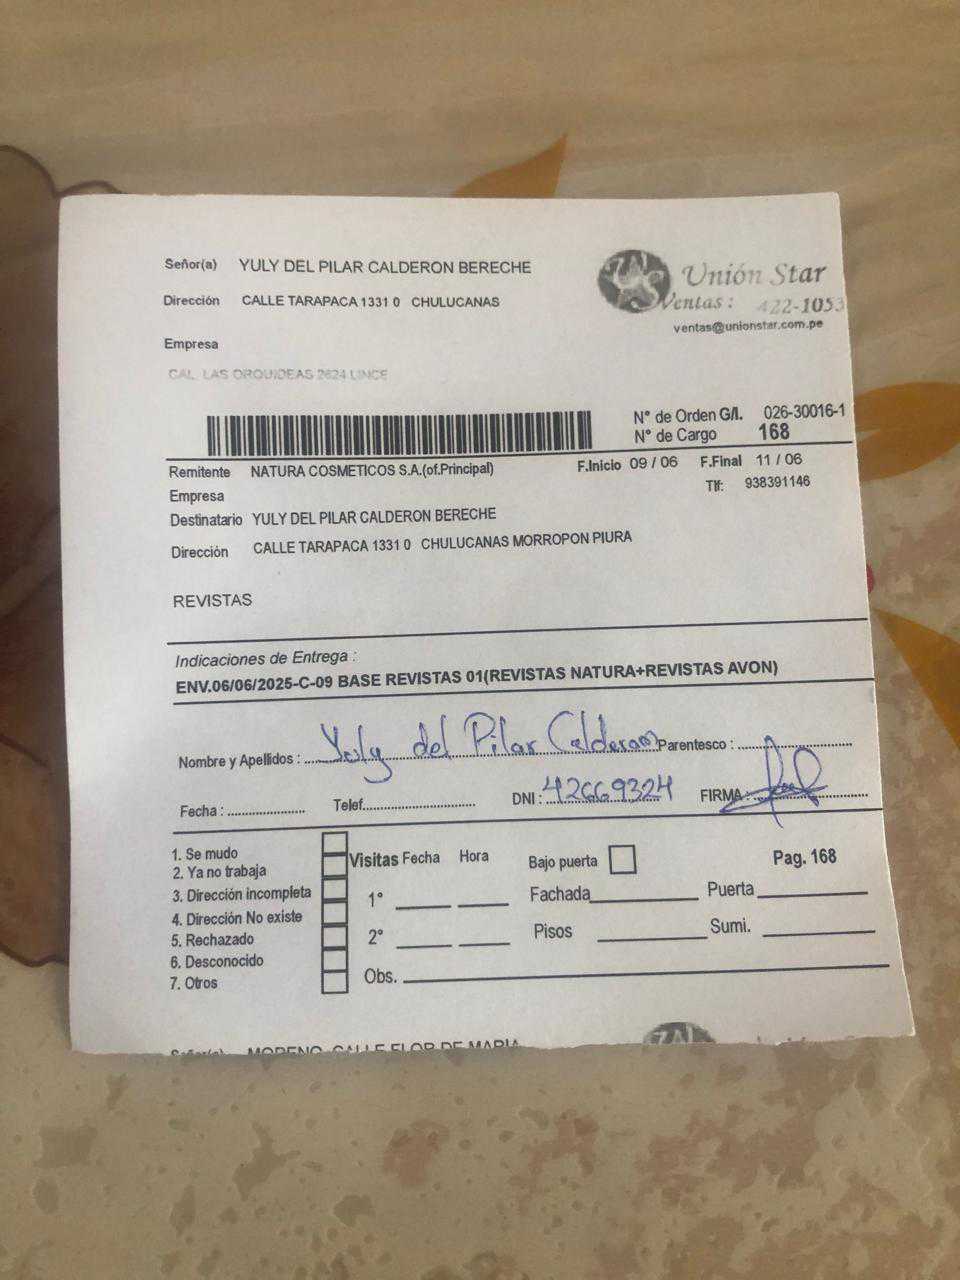 Señor(a) YULY DEL PILAR CALDERON BERECHE
Unión Star
Dirección CALLE TARAPACA 1331 0 CHULUCANAS
Ventas : 422-1053
ventas@unionstar.com.pe
Empresa
CAL. LAS ORQUIDEAS 2624 LINCE
N° de Orden G/I. 026-30016-1
N° de Cargo 168
Remitente NATURA COSMETICOS S.A.(of.Principal) F.Inicio 09 / 06 F.Final 11 / 06
Empresa Tlf: 938391146
Destinatario YULY DEL PILAR CALDERON BERECHE
Dirección CALLE TARAPACA 1331 0 CHULUCANAS MORROPON PIURA
REVISTAS
Indicaciones de Entrega :
ENV.06/06/2025-C-09 BASE REVISTAS 01(REVISTAS NATURA+REVISTAS AVON)
Nombre y Apellidos : Yuly del Pilar Calderon Parentesco :
Fecha : Telef. DNI : 42669324 FIRMA :
1. Se mudo
2. Ya no trabaja
3. Dirección incompleta
4. Dirección No existe
5. Rechazado
6. Desconocido
7. Otros
Visitas Fecha Hora Bajo puerta Pag. 168
1° Fachada Puerta
2° Pisos Sumi.
Obs.
Señor(a) MORENO CALLE FLOR DE MARIA